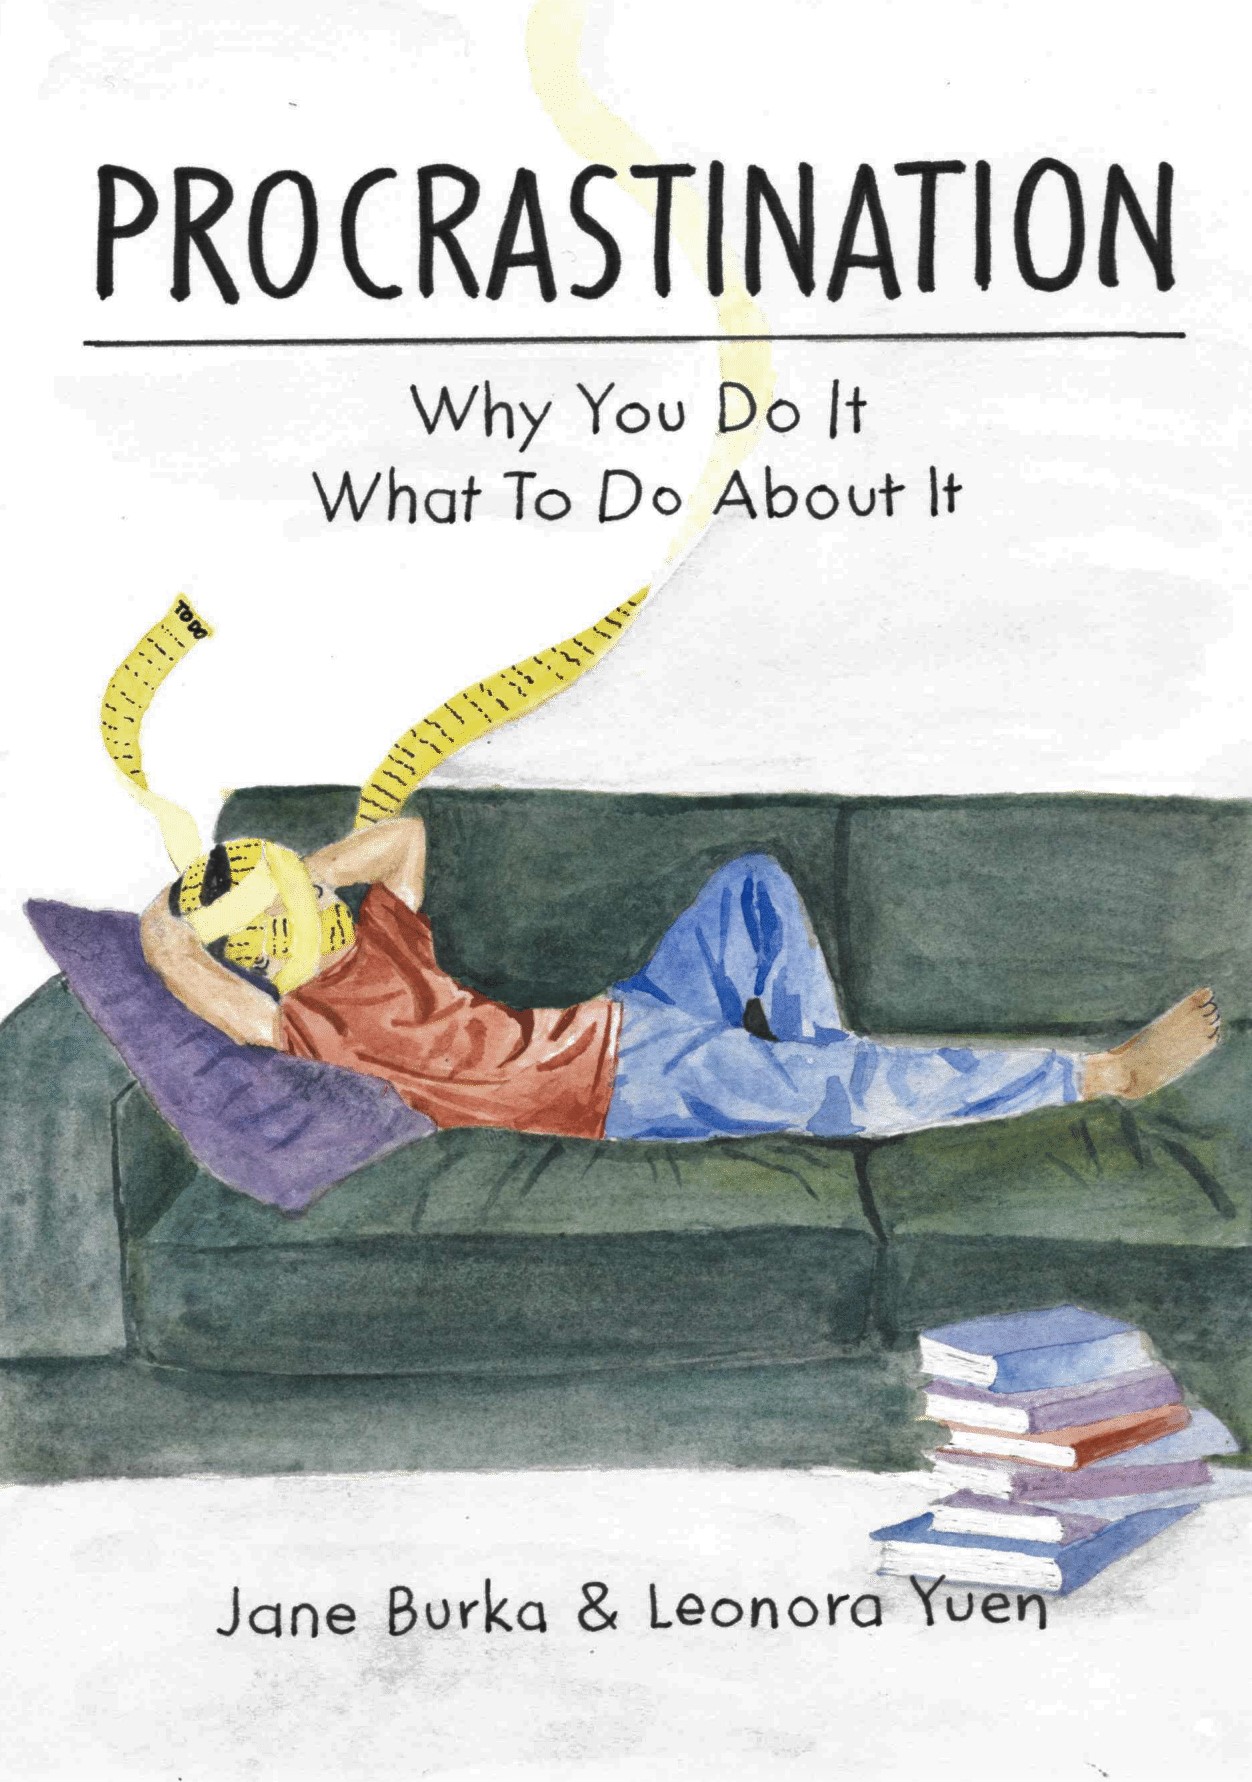 PROCRASTINATION
Why You Do It
What To Do About It
TO DO
Jane Burka & Leonora Yuen